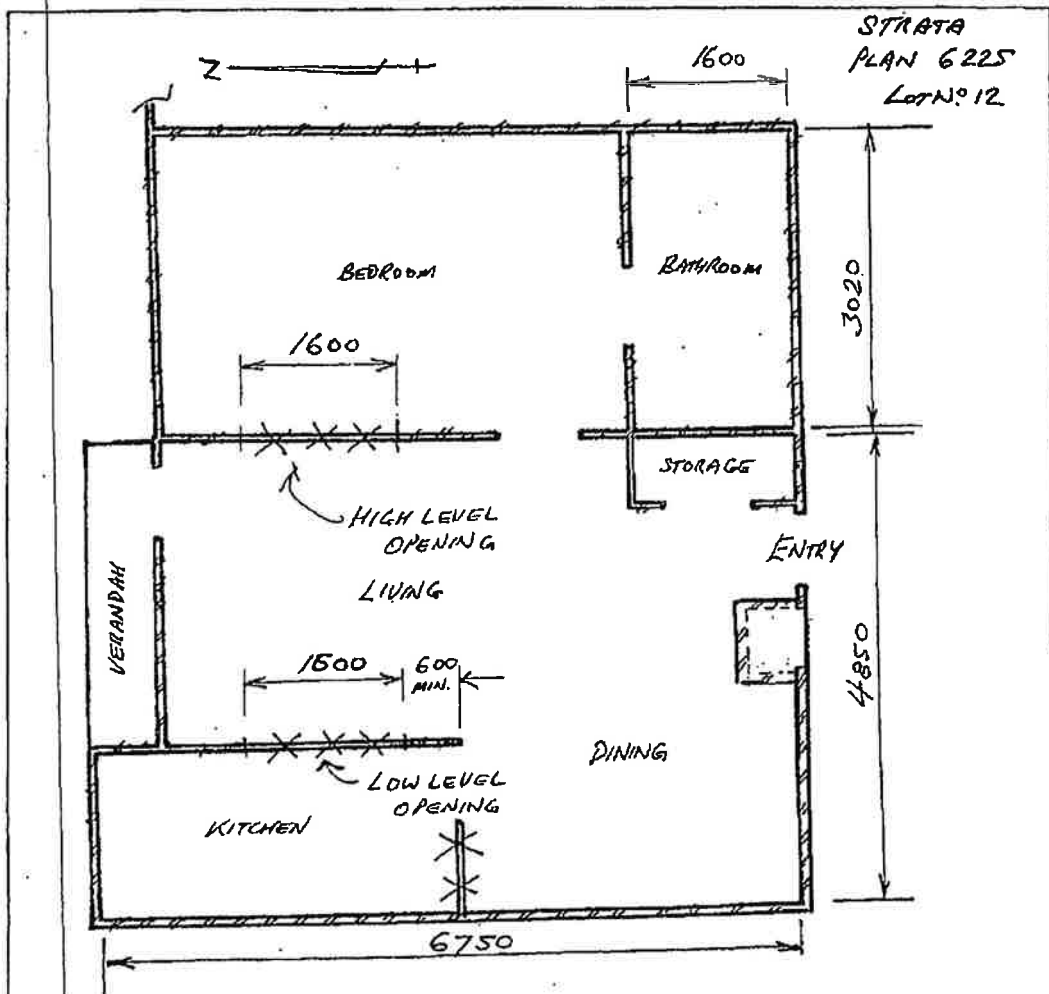 STRATA
PLAN 6225
LOT Nº 12
Z
1600
BEDROOM
BATHROOM
3020
1600
STORAGE
HIGH LEVEL
OPENING
ENTRY
LIVING
VERANDAH
4850
1500
600
MIN.
DINING
LOW LEVEL
OPENING
KITCHEN
6750